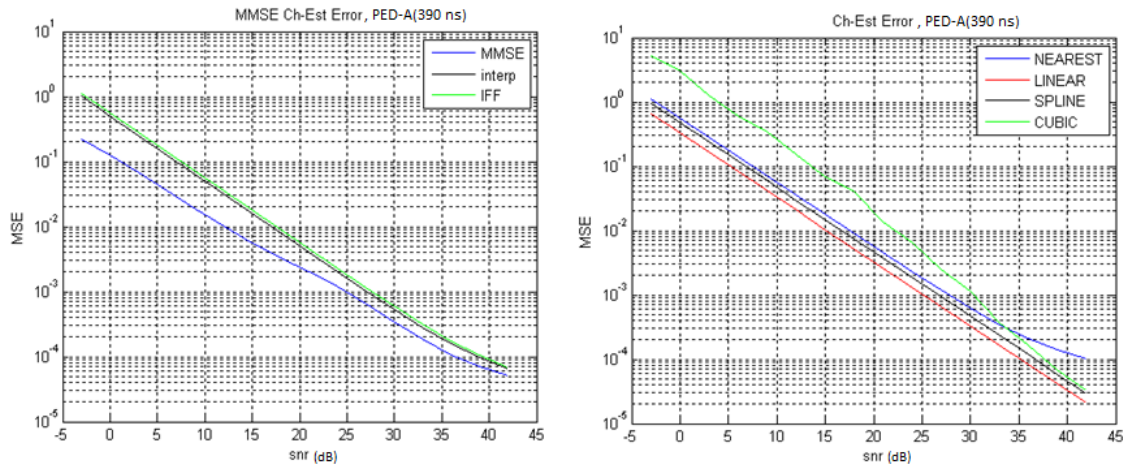 MMSE Ch-Est Error , PED-A(390 ns)
MMSE
interp
IFF
MSE
10^1
10^0
10^-1
10^-2
10^-3
10^-4
10^-5
-5 0 5 10 15 20 25 30 35 40 45
snr (dB)
Ch-Est Error , PED-A(390 ns)
NEAREST
LINEAR
SPLINE
CUBIC
MSE
10^1
10^0
10^-1
10^-2
10^-3
10^-4
10^-5
-5 0 5 10 15 20 25 30 35 40 45
snr (dB)